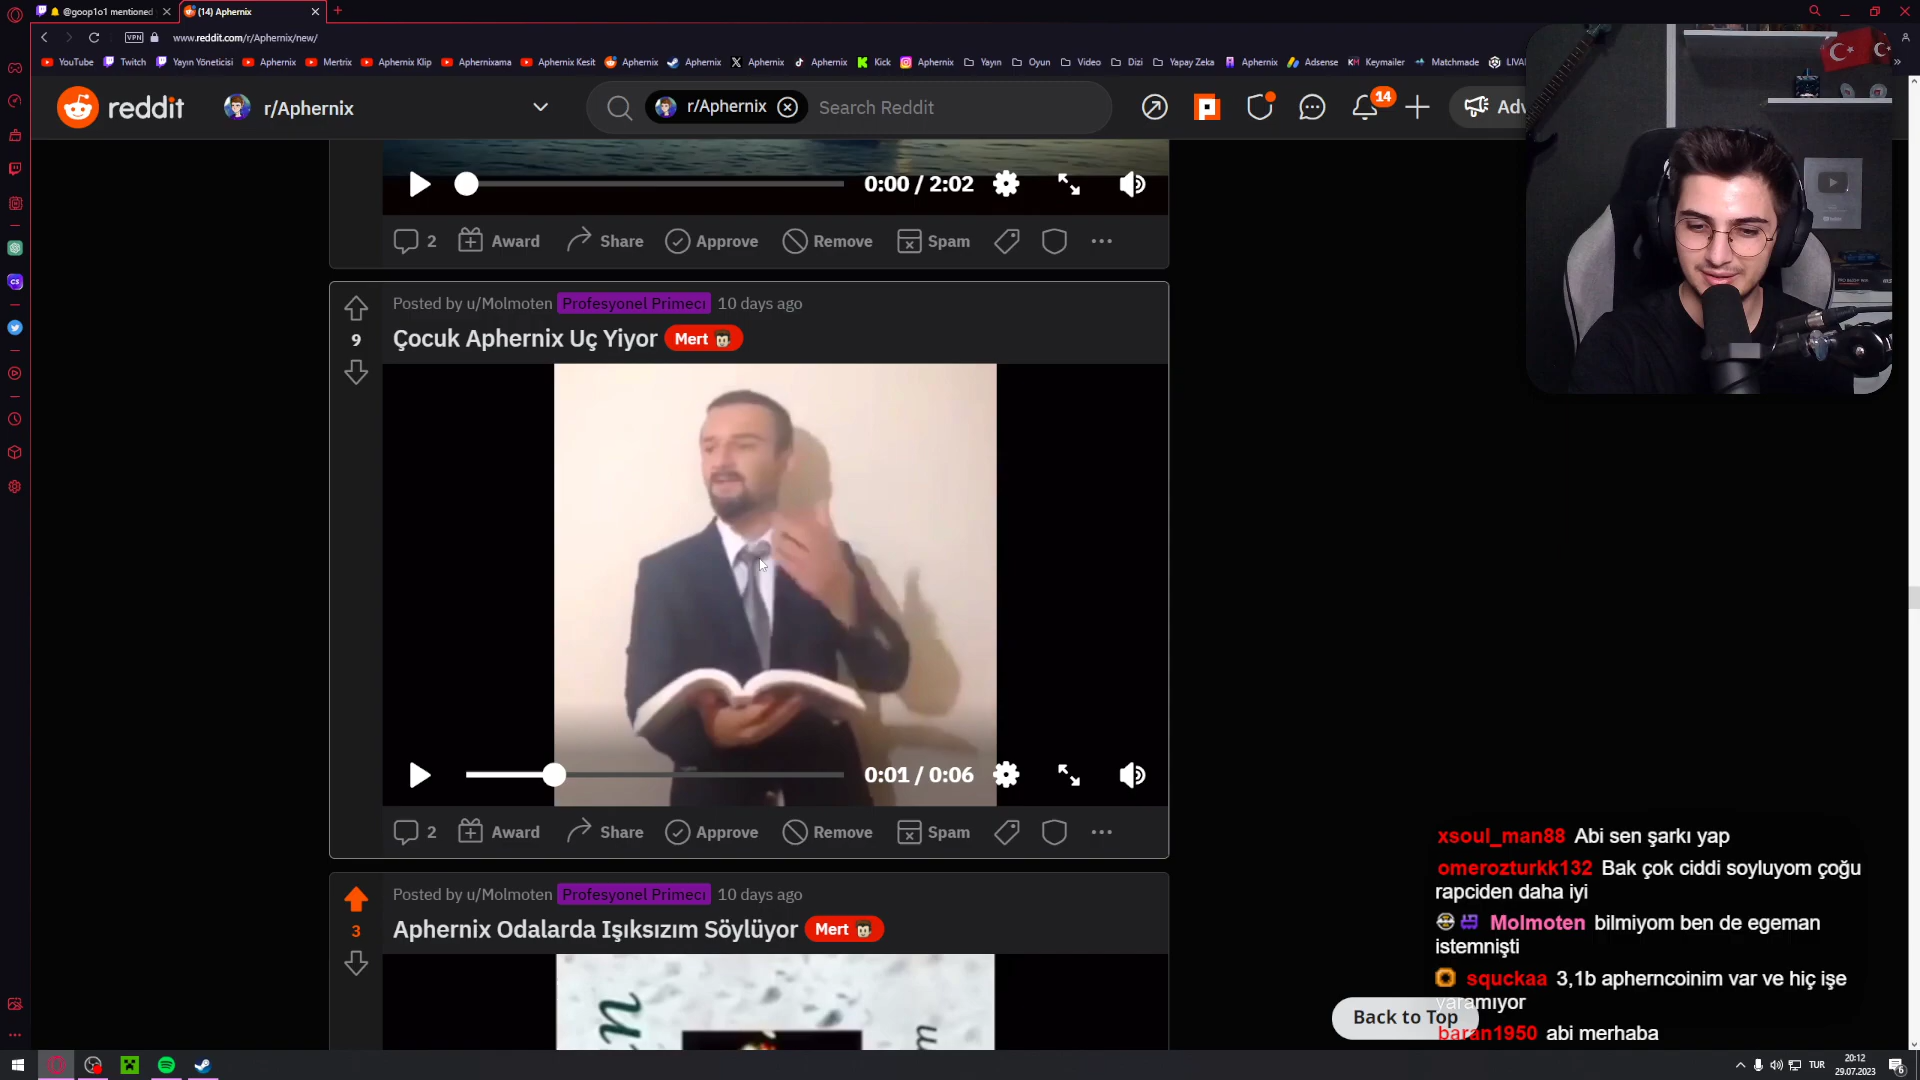 @goop1o1 mentioned
(14) Aphernix
VPN
www.reddit.com/r/Aphernix/new/
YouTube
Twitch
Yayın Yöneticisi
Aphernix
Mertrix
Aphernix Klip
Aphernixama
Aphernix Kesit
Aphernix
Aphernix
Aphernix
Aphernix
Kick
Aphernix
Yayın
Oyun
Video
Dizi
Yapay Zeka
Aphernix
Adsense
KH Keymailer
Matchmade
reddit
r/Aphernix
r/Aphernix
Search Reddit
14
Adv
0:00 / 2:02
2 Award Share Approve Remove Spam
Posted by u/Molmoten Profesyonel Primeci 10 days ago
Çocuk Aphernix Uç Yiyor Mert
9
0:01 / 0:06
2 Award Share Approve Remove Spam
Posted by u/Molmoten Profesyonel Primeci 10 days ago
3
Aphernix Odalarda Işıksızım Söylüyor Mert
xsoul_man88 Abi sen şarkı yap
omerozturkk132 Bak çok ciddi soyluyom çoğu
rapciden daha iyi
Molmoten bilmiyom ben de egeman
istemnişti
squckaa 3,1b apherncoinim var ve hiç işe
yaramıyor
Back to Top
baran1950 abi merhaba
CS
TUR
20:12
29.07.2023
6